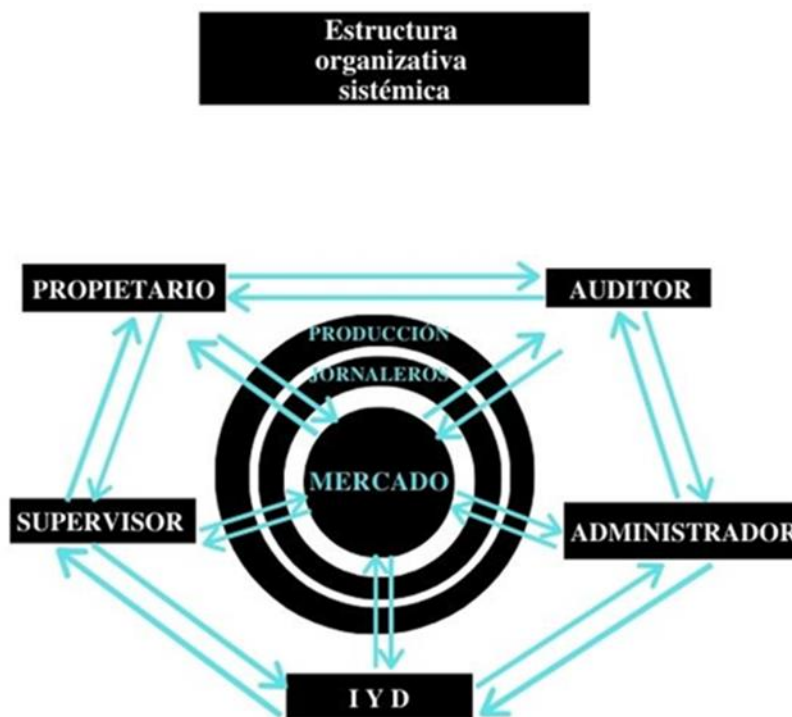 Estructura
organizativa
sistémica
PROPIETARIO
AUDITOR
PRODUCCIÓN
JORNALEROS
MERCADO
SUPERVISOR
ADMINISTRADOR
I Y D